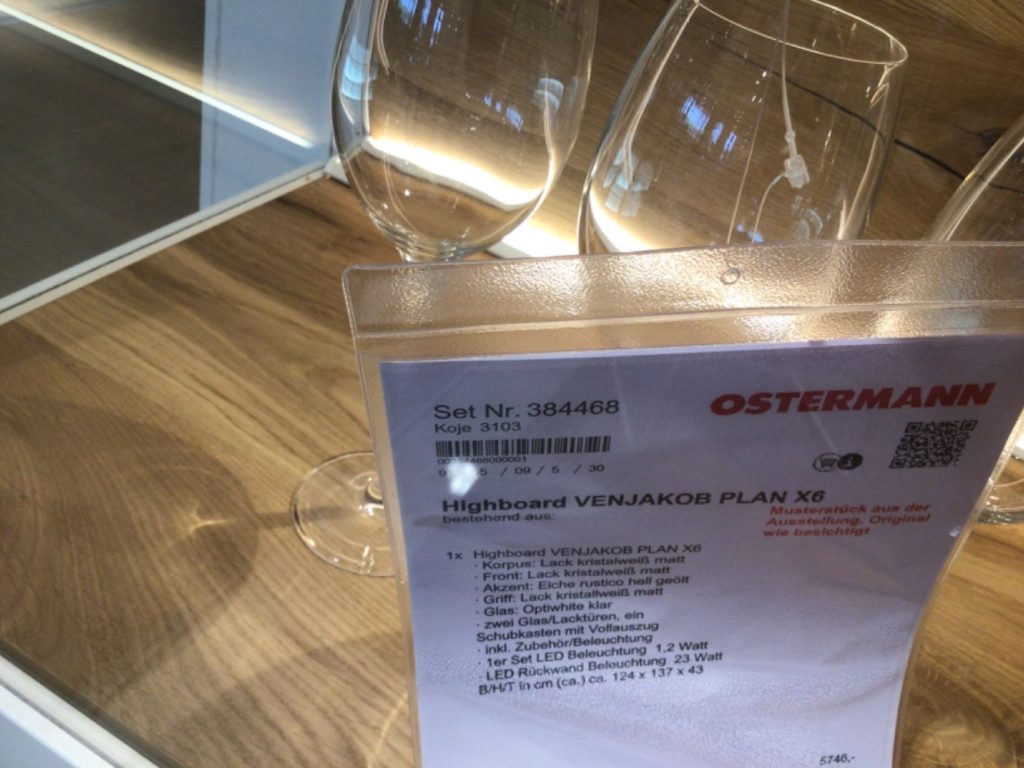 Set Nr. 384468
OSTERMANN
Koje 3103
/ 09 / 5 / 30
Highboard VENJAKOB PLAN X6
bestehend aus:
Musterstück aus der
Ausstellung. Original
wie besichtigt
1x Highboard VENJAKOB PLAN X6
· Korpus: Lack kristalweiß matt
· Front: Lack kristalweiß matt
· Akzent: Eiche rustico hell geölt
· Griff: Lack kristallweiß matt
· Glas: Optiwhite klar
· zwei Glas/Lacktüren, ein
Schubkasten mit Vollauszug
· inkl. Zubehör/Beleuchtung
· 1er Set LED Beleuchtung 1,2 Watt
· LED Rückwand Beleuchtung 23 Watt
B/H/T in cm (ca.) ca. 124 x 137 x 43
5746,-